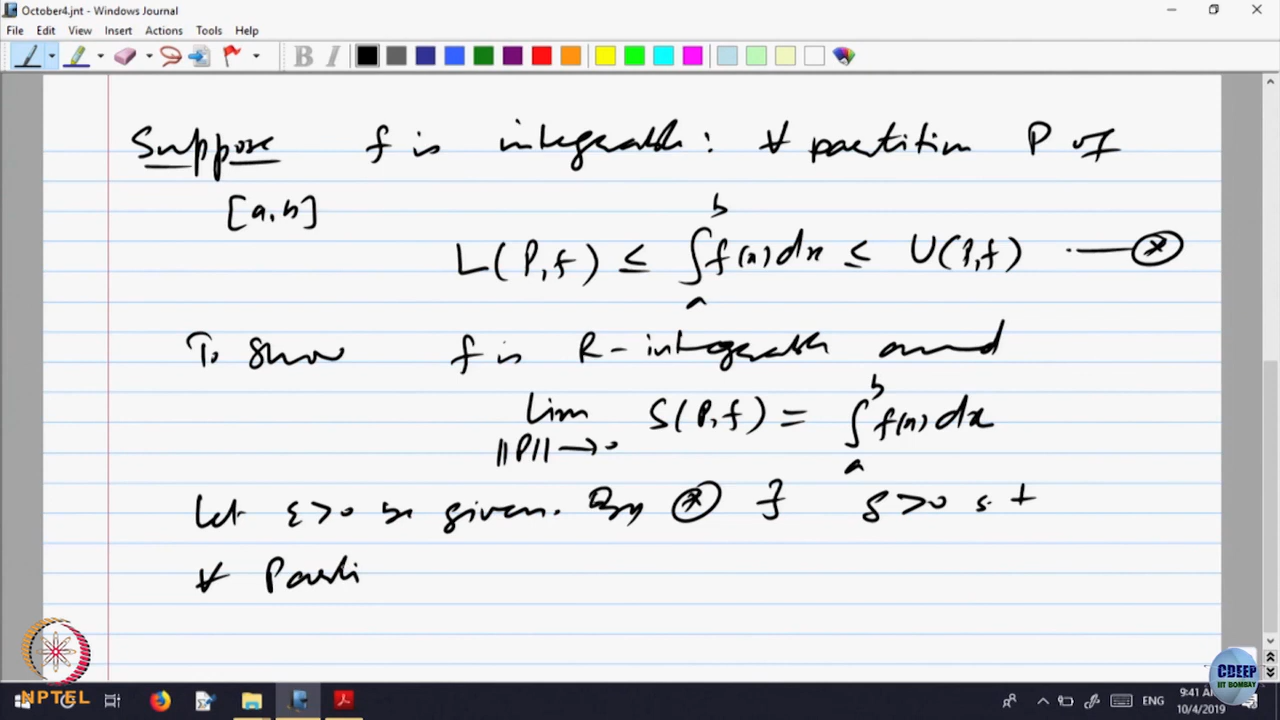 October4.jnt - Windows Journal
File Edit View Insert Actions Tools Help
B I
Suppose f is integrable : ∀ partition P of
[a, b]
L(P, f) ≤ ∫_a^b f(x) dx ≤ U(P, f) —— ⊛
To Show f is R-integrable and
lim_{||P|| → 0} S(P, f) = ∫_a^b f(x) dx
Let ε > 0 be given. By ⊛ ∃ δ > 0 s.t
∀ Parti
NPTEL
CDEEP
IIT BOMBAY
ENG
9:41 AM
10/4/2019